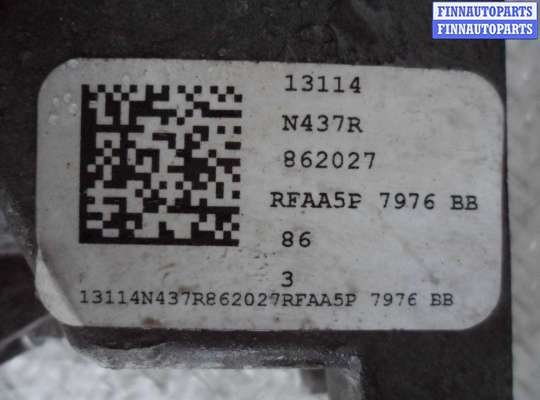 FINNAUTOPARTS
FINNAUTOPARTS
13114
N437R
862027
RFAA5P 7976 BB
86
3
13114N437R862027RFAA5P 7976 BB